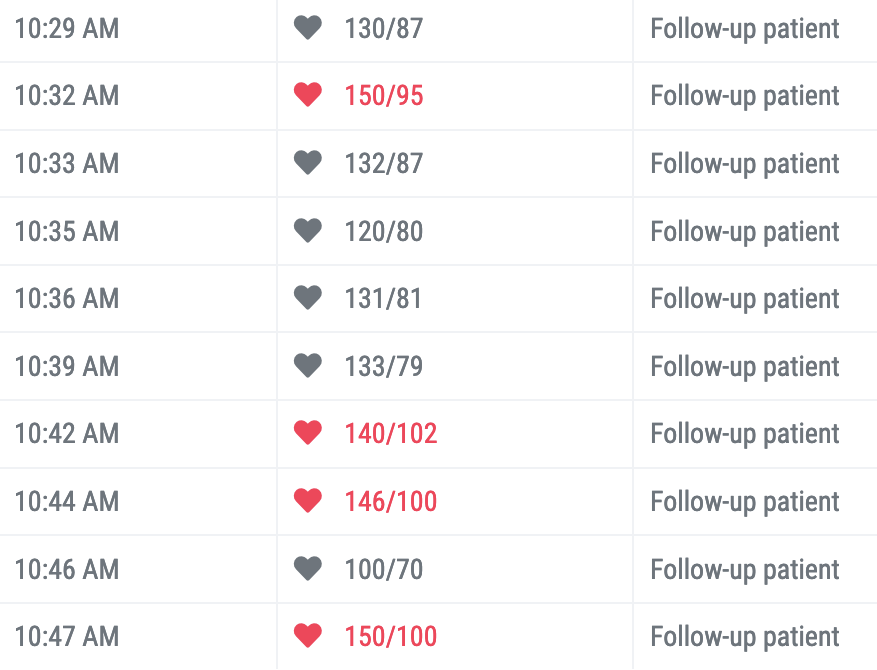 10:29 AM 130/87 Follow-up patient
10:32 AM 150/95 Follow-up patient
10:33 AM 132/87 Follow-up patient
10:35 AM 120/80 Follow-up patient
10:36 AM 131/81 Follow-up patient
10:39 AM 133/79 Follow-up patient
10:42 AM 140/102 Follow-up patient
10:44 AM 146/100 Follow-up patient
10:46 AM 100/70 Follow-up patient
10:47 AM 150/100 Follow-up patient